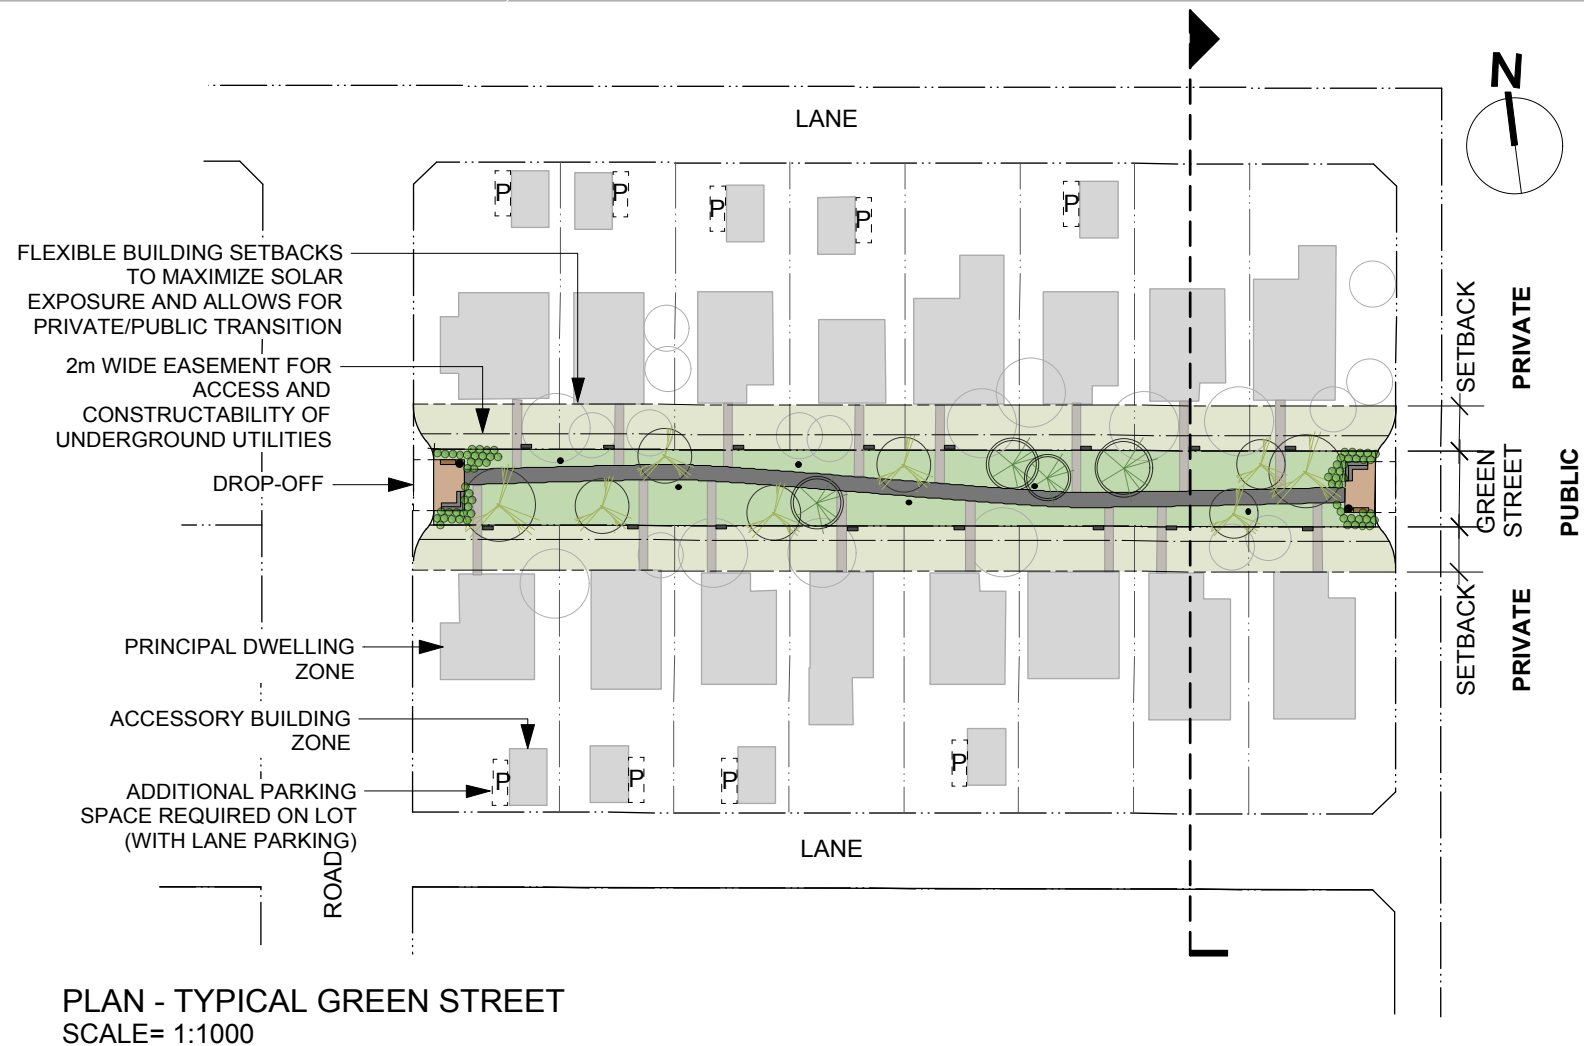 LANE
N
P
P
P
P
P
FLEXIBLE BUILDING SETBACKS
TO MAXIMIZE SOLAR
EXPOSURE AND ALLOWS FOR
PRIVATE/PUBLIC TRANSITION
2m WIDE EASEMENT FOR
ACCESS AND
CONSTRUCTABILITY OF
UNDERGROUND UTILITIES
DROP-OFF
SETBACK
PRIVATE
GREEN
STREET
PUBLIC
SETBACK
PRIVATE
PRINCIPAL DWELLING
ZONE
ACCESSORY BUILDING
ZONE
ADDITIONAL PARKING
SPACE REQUIRED ON LOT
(WITH LANE PARKING)
P
P
P
P
ROAD
LANE
PLAN - TYPICAL GREEN STREET
SCALE= 1:1000